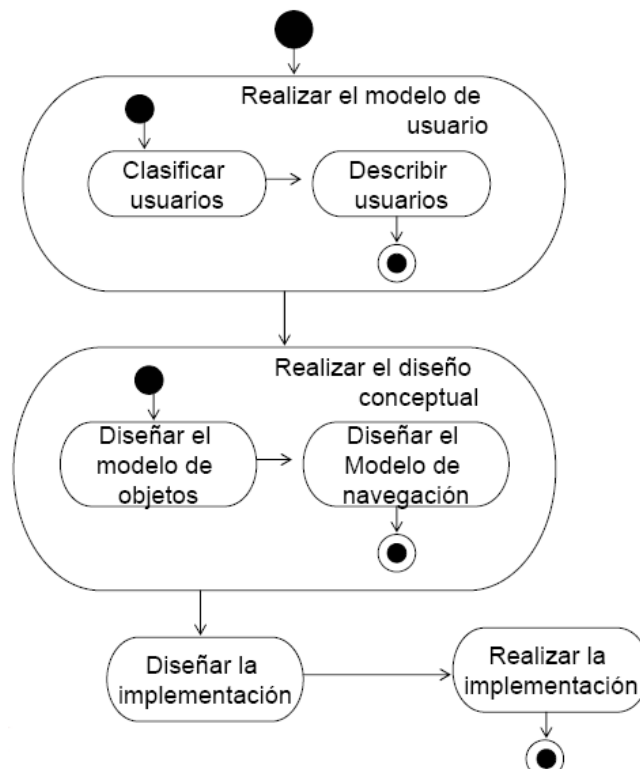 Realizar el modelo de
usuario
Clasificar
usuarios
Describir
usuarios
Realizar el diseño
conceptual
Diseñar el
modelo de
objetos
Diseñar el
Modelo de
navegación
Diseñar la
implementación
Realizar la
implementación